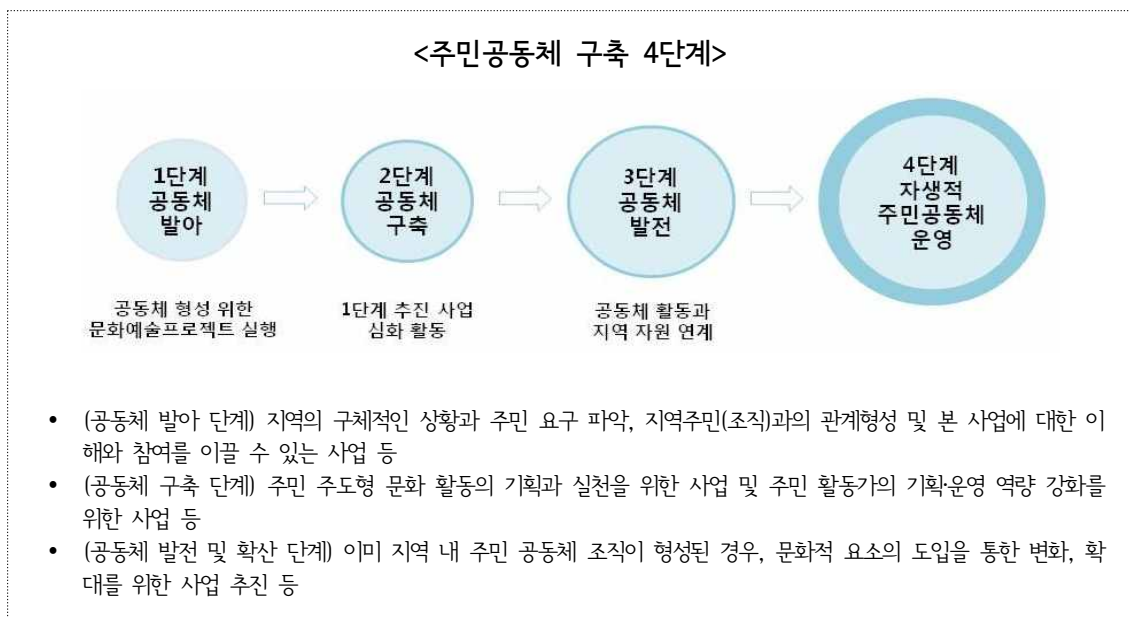 <주민공동체 구축 4단계>
1단계
공동체
발아
2단계
공동체
구축
3단계
공동체
발전
4단계
자생적
주민공동체
운영
공동체 형성 위한
문화예술프로젝트 실행
1단계 추진 사업
심화 활동
공동체 활동과
지역 자원 연계
• (공동체 발아 단계) 지역의 구체적인 상황과 주민 요구 파악, 지역주민(조직)과의 관계형성 및 본 사업에 대한 이
해와 참여를 이끌 수 있는 사업 등
• (공동체 구축 단계) 주민 주도형 문화 활동의 기획과 실천을 위한 사업 및 주민 활동가의 기획·운영 역량 강화를
위한 사업 등
• (공동체 발전 및 확산 단계) 이미 지역 내 주민 공동체 조직이 형성된 경우, 문화적 요소의 도입을 통한 변화, 확
대를 위한 사업 추진 등